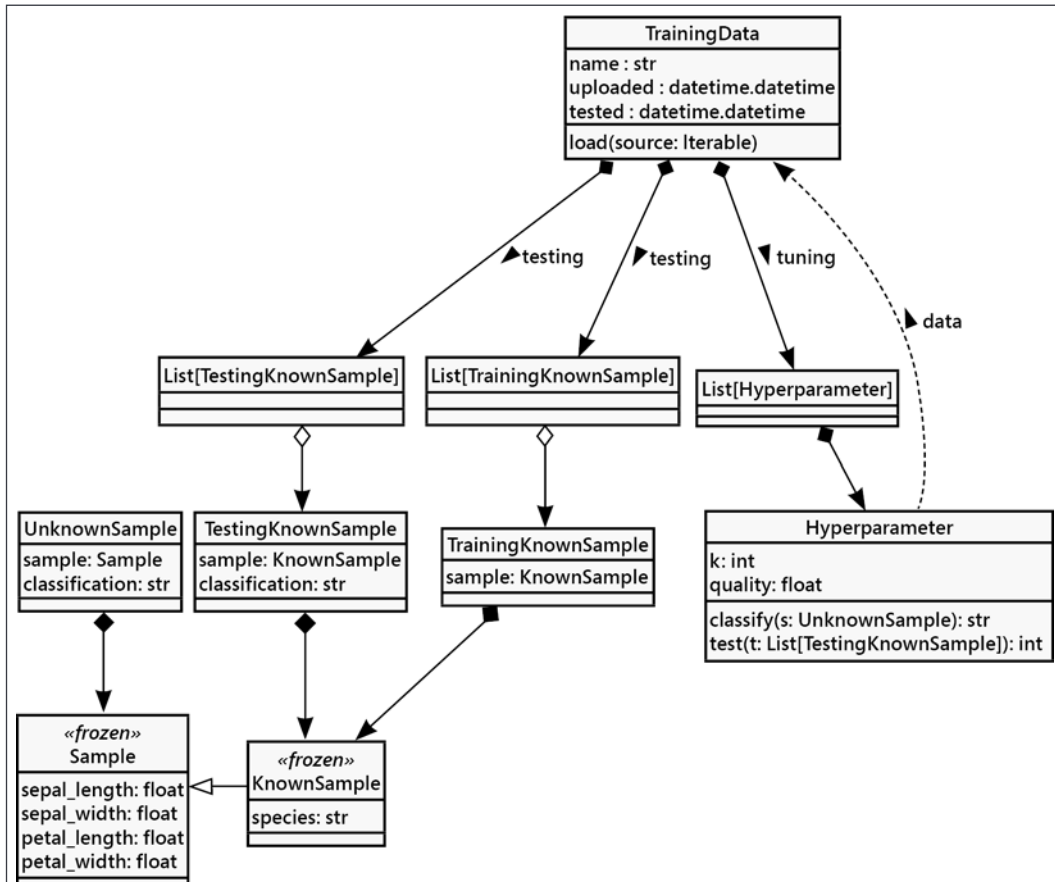 TrainingData
name : str
uploaded : datetime.datetime
tested : datetime.datetime
load(source: Iterable)
testing
testing
tuning
data
List[TestingKnownSample]
List[TrainingKnownSample]
List[Hyperparameter]
UnknownSample
sample: Sample
classification: str
TestingKnownSample
sample: KnownSample
classification: str
TrainingKnownSample
sample: KnownSample
Hyperparameter
k: int
quality: float
classify(s: UnknownSample): str
test(t: List[TestingKnownSample]): int
«frozen»
Sample
sepal_length: float
sepal_width: float
petal_length: float
petal_width: float
«frozen»
KnownSample
species: str